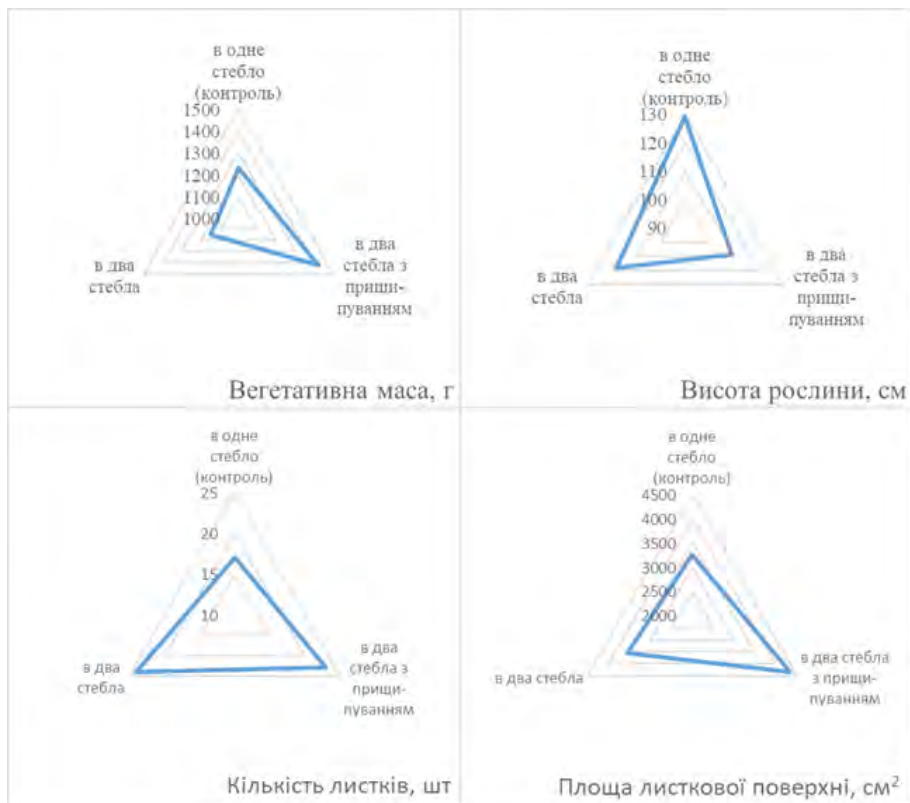 в одне
стебло
(контроль)
1500
1400
1300
1200
1100
1000
в два
стебла з
прищи-
пуванням
в два
стебла
Вегетативна маса, г
в одне
стебло
(контроль)
130
120
110
100
90
в два
стебла з
прищи-
пуванням
в два
стебла
Висота рослини, см
в одне
стебло
(контроль)
25
20
15
10
в два
стебла з
прищи-
пуванням
в два
стебла
Кількість листків, шт
в одне
стебло
(контроль)
4500
4000
3500
3000
2500
2000
в два стебла
з прищи-
пуванням
в два стебла
Площа листкової поверхні, см²